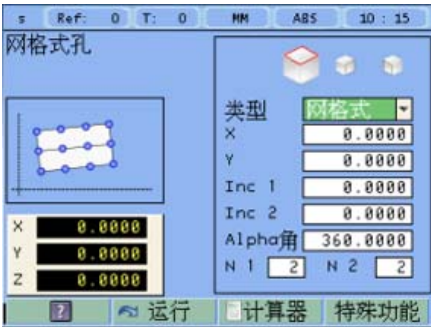 s Ref: 0 T: 0 MM ABS 10 : 15
网格式孔
类型 网格式
X 0.0000
Y 0.0000
Inc 1 0.0000
Inc 2 0.0000
Alpha角 360.0000
N 1 2 N 2 2
X 0.0000
Y 0.0000
Z 0.0000
? 运行 计算器 特殊功能